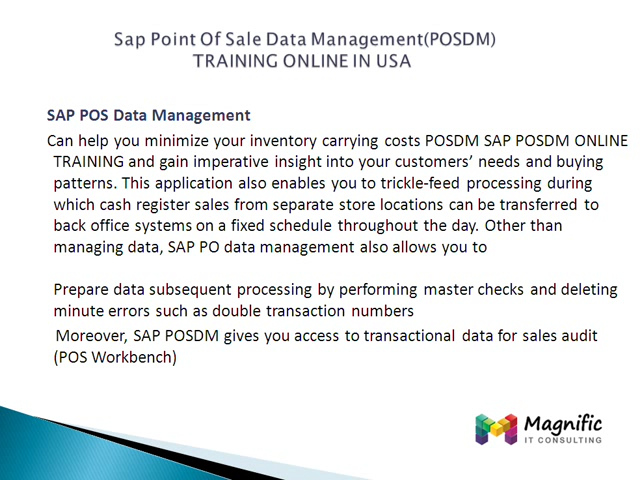 Sap Point Of Sale Data Management(POSDM)
TRAINING ONLINE IN USA
SAP POS Data Management
Can help you minimize your inventory carrying costs POSDM SAP POSDM ONLINE
TRAINING and gain imperative insight into your customers’ needs and buying
patterns. This application also enables you to trickle-feed processing during
which cash register sales from separate store locations can be transferred to
back office systems on a fixed schedule throughout the day. Other than
managing data, SAP PO data management also allows you to
Prepare data subsequent processing by performing master checks and deleting
minute errors such as double transaction numbers
Moreover, SAP POSDM gives you access to transactional data for sales audit
(POS Workbench)
Magnific
IT CONSULTING